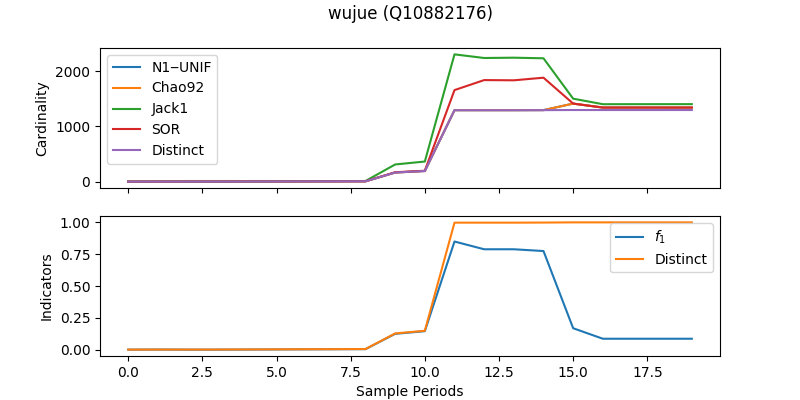 wujue (Q10882176)
Cardinality
2000
1000
0
N1−UNIF
Chao92
Jack1
SOR
Distinct
Indicators
1.00
0.75
0.50
0.25
0.00
f1
Distinct
0.0 2.5 5.0 7.5 10.0 12.5 15.0 17.5
Sample Periods